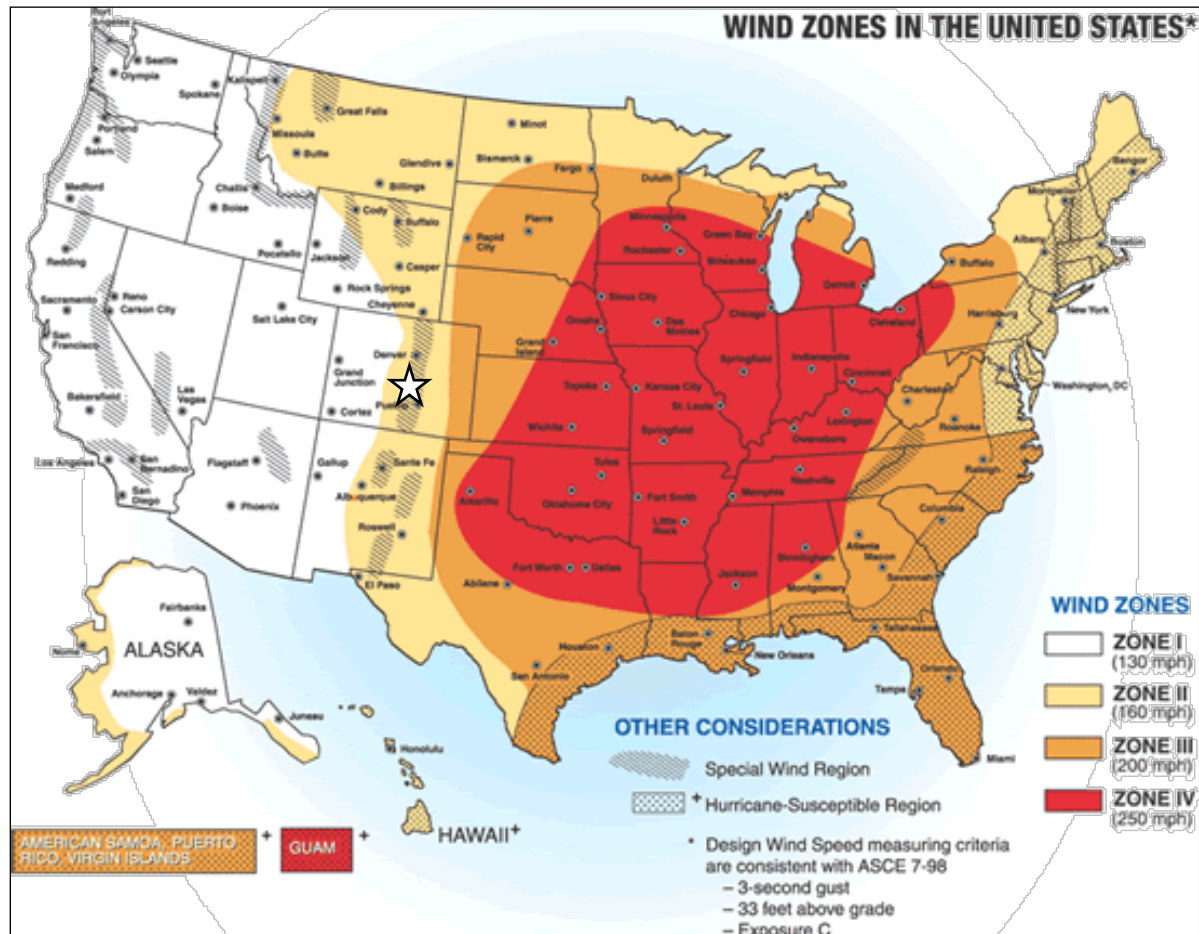 WIND ZONES IN THE UNITED STATES*
Port
Angeles
Seattle
Olympia
Spokane
Kalispell
Great Falls
Minot
Portland
Salem
Missoula
Butte
Glendive
Bismarck
Fargo
Duluth
Bangor
Medford
Challis
Billings
Boise
Cody
Buffalo
Pierre
Minneapolis
Montpelier
Redding
Pocatello
Jackson
Casper
Rapid
City
Rochester
Green Bay
Milwaukee
Buffalo
Albany
Boston
Sacramento
Reno
Carson City
San
Francisco
Salt Lake City
Rock Springs
Cheyenne
Sioux City
Omaha
Des
Moines
Chicago
Detroit
Cleveland
Harrisburg
New York
Grand
Junction
Denver
Grand
Island
Springfield
Indianapolis
Cincinnati
Charleston
Washington, DC
Bakersfield
Las
Vegas
Cortez
Topeka
Kansas City
St. Louis
Lexington
Roanoke
Wichita
Springfield
Owensboro
Raleigh
Los Angeles
San
Bernadino
Flagstaff
Gallup
Sante Fe
Tulsa
Nashville
San
Diego
Phoenix
Albuquerque
Amarillo
Oklahoma City
Fort Smith
Memphis
Columbia
Roswell
Little
Rock
Birmingham
Atlanta
Macon
El Paso
Abilene
Fort Worth
Dallas
Jackson
Montgomery
Savannah
Houston
Baton
Rouge
New Orleans
Tallahassee
San Antonio
Orlando
Tampa
Miami
Fairbanks
Nome
ALASKA
Anchorage
Valdez
Juneau
Honolulu
HAWAII+
AMERICAN SAMOA, PUERTO
RICO, VIRGIN ISLANDS
+
GUAM
+
WIND ZONES
ZONE I
(130 mph)
ZONE II
(160 mph)
ZONE III
(200 mph)
ZONE IV
(250 mph)
OTHER CONSIDERATIONS
Special Wind Region
+ Hurricane-Susceptible Region
* Design Wind Speed measuring criteria
are consistent with ASCE 7-98
– 3-second gust
– 33 feet above grade
– Exposure C